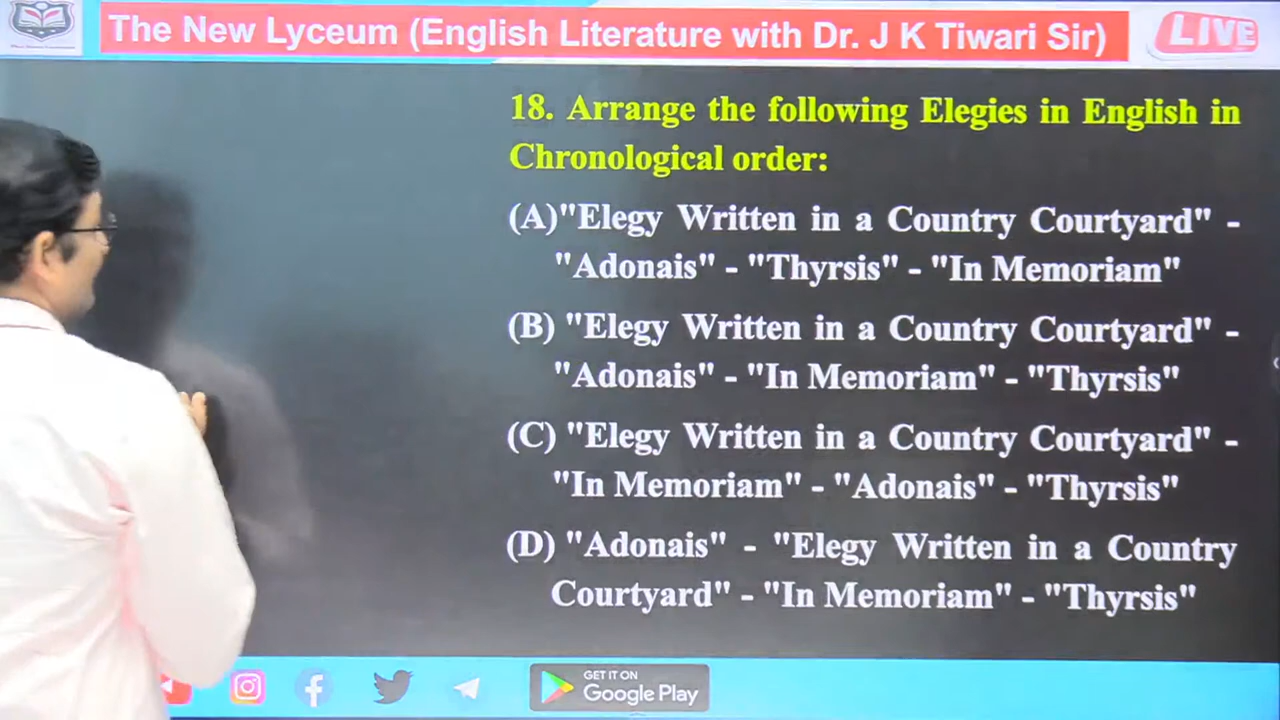 The New Lyceum (English Literature with Dr. J K Tiwari Sir)
LIVE
18. Arrange the following Elegies in English in
Chronological order:
(A)"Elegy Written in a Country Courtyard" -
"Adonais" - "Thyrsis" - "In Memoriam"
(B) "Elegy Written in a Country Courtyard" -
"Adonais" - "In Memoriam" - "Thyrsis"
(C) "Elegy Written in a Country Courtyard" -
"In Memoriam" - "Adonais" - "Thyrsis"
(D) "Adonais" - "Elegy Written in a Country
Courtyard" - "In Memoriam" - "Thyrsis"
GET IT ON
Google Play